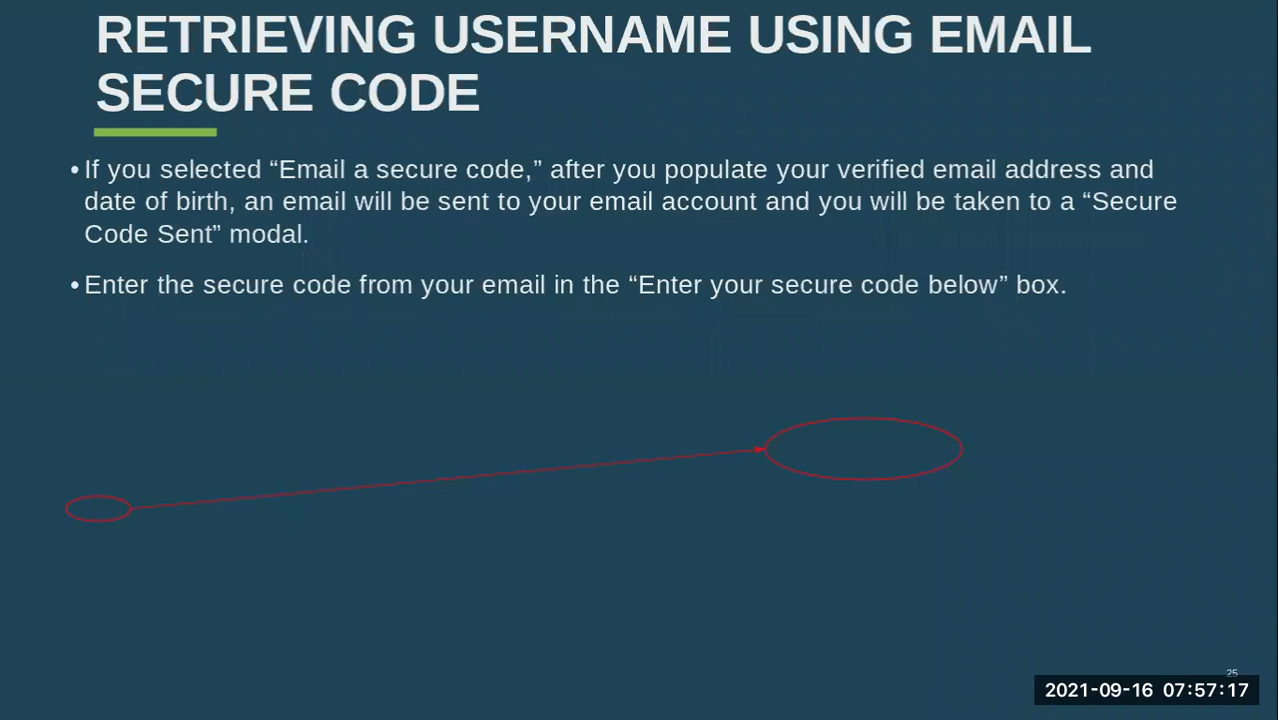 RETRIEVING USERNAME USING EMAIL
SECURE CODE
• If you selected “Email a secure code,” after you populate your verified email address and
date of birth, an email will be sent to your email account and you will be taken to a “Secure
Code Sent” modal.
• Enter the secure code from your email in the “Enter your secure code below” box.
25
2021-09-16 07:57:17